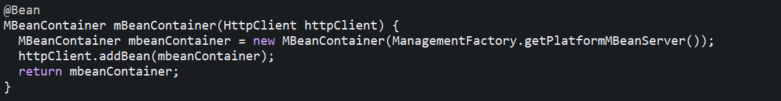 @Bean
MBeanContainer mBeanContainer(HttpClient httpClient) {
  MBeanContainer mbeanContainer = new MBeanContainer(ManagementFactory.getPlatformMBeanServer());
  httpClient.addBean(mbeanContainer);
  return mbeanContainer;
}